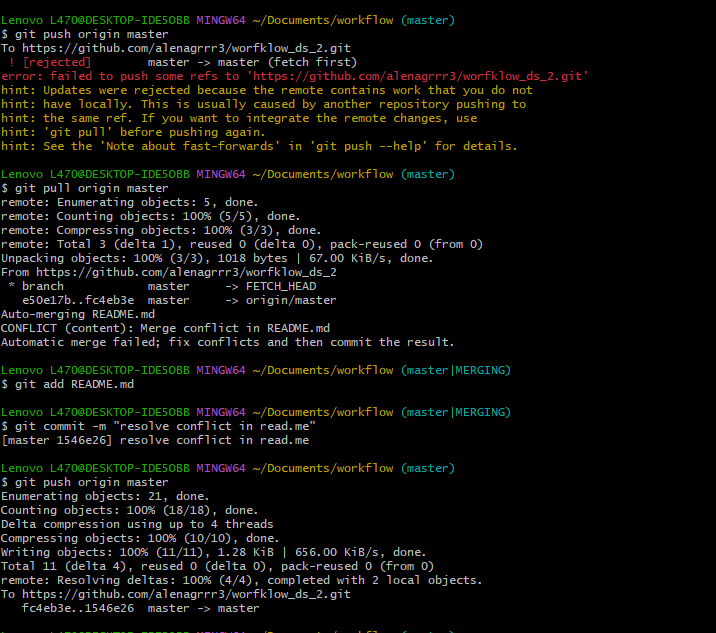 Lenovo L470@DESKTOP-IDE5OBB MINGW64 ~/Documents/workflow (master)
$ git push origin master
To https://github.com/alenagrrr3/worfklow_ds_2.git
 ! [rejected]        master -> master (fetch first)
error: failed to push some refs to 'https://github.com/alenagrrr3/worfklow_ds_2.git'
hint: Updates were rejected because the remote contains work that you do not
hint: have locally. This is usually caused by another repository pushing to
hint: the same ref. If you want to integrate the remote changes, use
hint: 'git pull' before pushing again.
hint: See the 'Note about fast-forwards' in 'git push --help' for details.
Lenovo L470@DESKTOP-IDE5OBB MINGW64 ~/Documents/workflow (master)
$ git pull origin master
remote: Enumerating objects: 5, done.
remote: Counting objects: 100% (5/5), done.
remote: Compressing objects: 100% (3/3), done.
remote: Total 3 (delta 1), reused 0 (delta 0), pack-reused 0 (from 0)
Unpacking objects: 100% (3/3), 1018 bytes | 67.00 KiB/s, done.
From https://github.com/alenagrrr3/worfklow_ds_2
 * branch            master     -> FETCH_HEAD
   e50e17b..fc4eb3e  master     -> origin/master
Auto-merging README.md
CONFLICT (content): Merge conflict in README.md
Automatic merge failed; fix conflicts and then commit the result.
Lenovo L470@DESKTOP-IDE5OBB MINGW64 ~/Documents/workflow (master|MERGING)
$ git add README.md
Lenovo L470@DESKTOP-IDE5OBB MINGW64 ~/Documents/workflow (master|MERGING)
$ git commit -m "resolve conflict in read.me"
[master 1546e26] resolve conflict in read.me
Lenovo L470@DESKTOP-IDE5OBB MINGW64 ~/Documents/workflow (master)
$ git push origin master
Enumerating objects: 21, done.
Counting objects: 100% (18/18), done.
Delta compression using up to 4 threads
Compressing objects: 100% (10/10), done.
Writing objects: 100% (11/11), 1.28 KiB | 656.00 KiB/s, done.
Total 11 (delta 4), reused 0 (delta 0), pack-reused 0 (from 0)
remote: Resolving deltas: 100% (4/4), completed with 2 local objects.
To https://github.com/alenagrrr3/worfklow_ds_2.git
   fc4eb3e..1546e26  master -> master